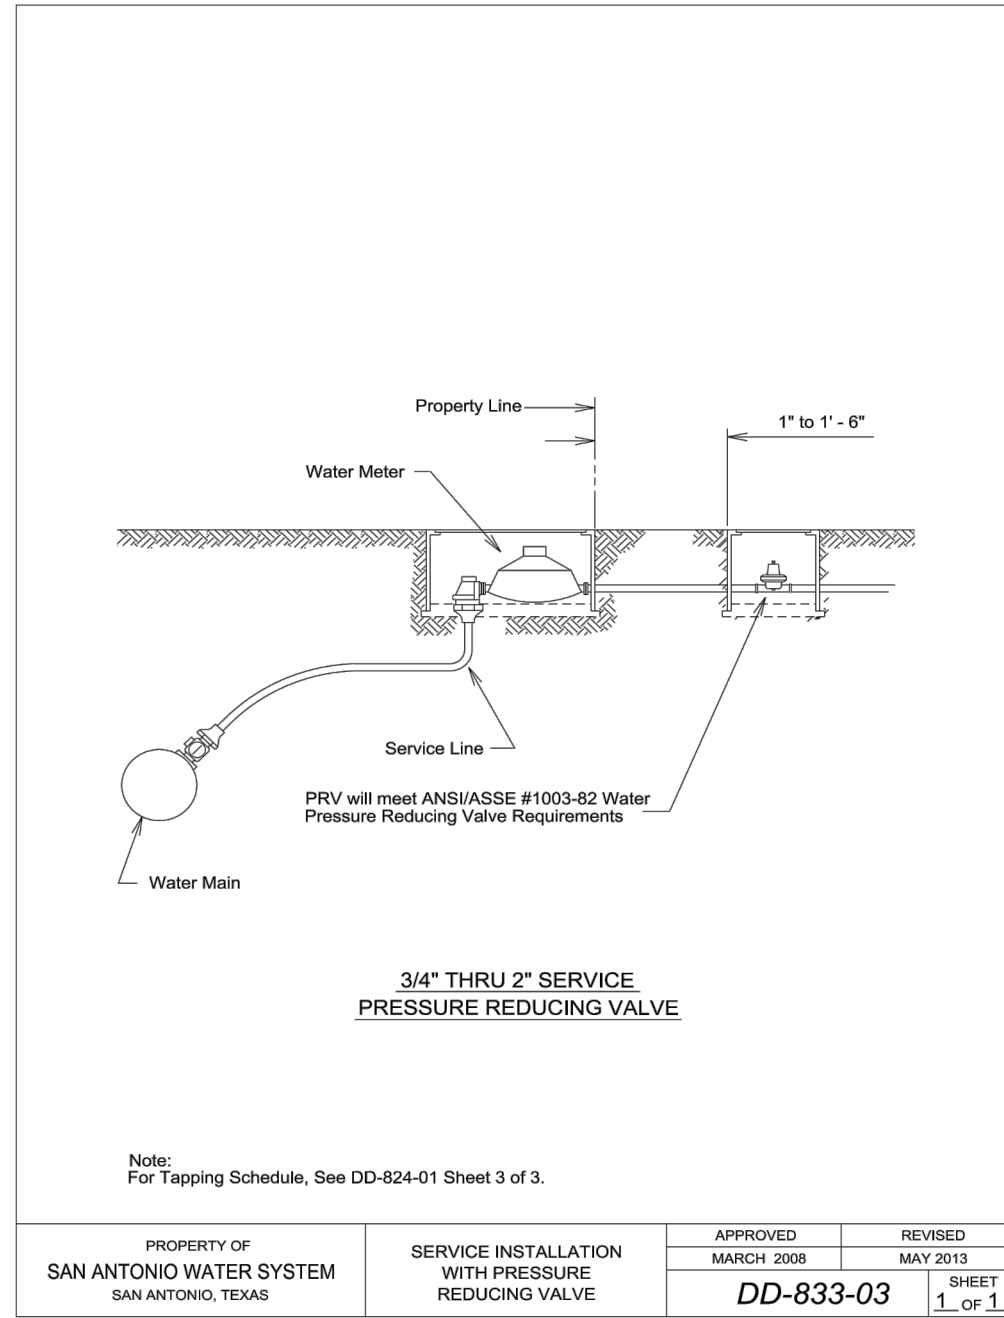 Property Line
1" to 1' - 6"
Water Meter
Service Line
PRV will meet ANSI/ASSE #1003-82 Water
Pressure Reducing Valve Requirements
Water Main
3/4" THRU 2" SERVICE
PRESSURE REDUCING VALVE
Note:
For Tapping Schedule, See DD-824-01 Sheet 3 of 3.
PROPERTY OF
SAN ANTONIO WATER SYSTEM
SAN ANTONIO, TEXAS
SERVICE INSTALLATION
WITH PRESSURE
REDUCING VALVE
APPROVED
MARCH 2008
REVISED
MAY 2013
DD-833-03
SHEET
1 OF 1